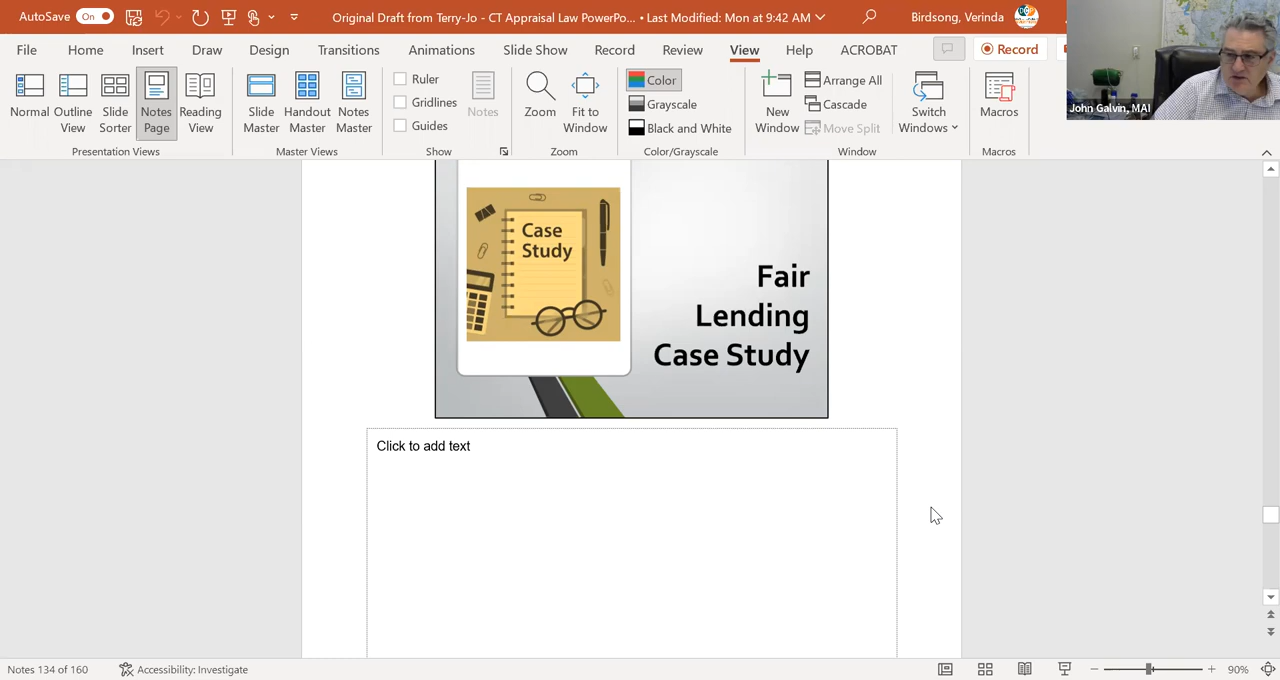 AutoSave On Original Draft from Terry-Jo - CT Appraisal Law PowerPo... • Last Modified: Mon at 9:42 AM Birdsong, Verinda
File Home Insert Draw Design Transitions Animations Slide Show Record Review View Help ACROBAT Record
Normal Outline View Slide Sorter Notes Page Reading View
Presentation Views
Slide Master Handout Master Notes Master
Master Views
Ruler
Gridlines
Guides
Notes
Show
Zoom Fit to Window
Zoom
Color
Grayscale
Black and White
Color/Grayscale
New Window
Arrange All
Cascade
Move Split
Switch Windows
Window
Macros
Macros
John Galvin, MAI
Case
Study
Fair
Lending
Case Study
Click to add text
Notes 134 of 160 Accessibility: Investigate 90%